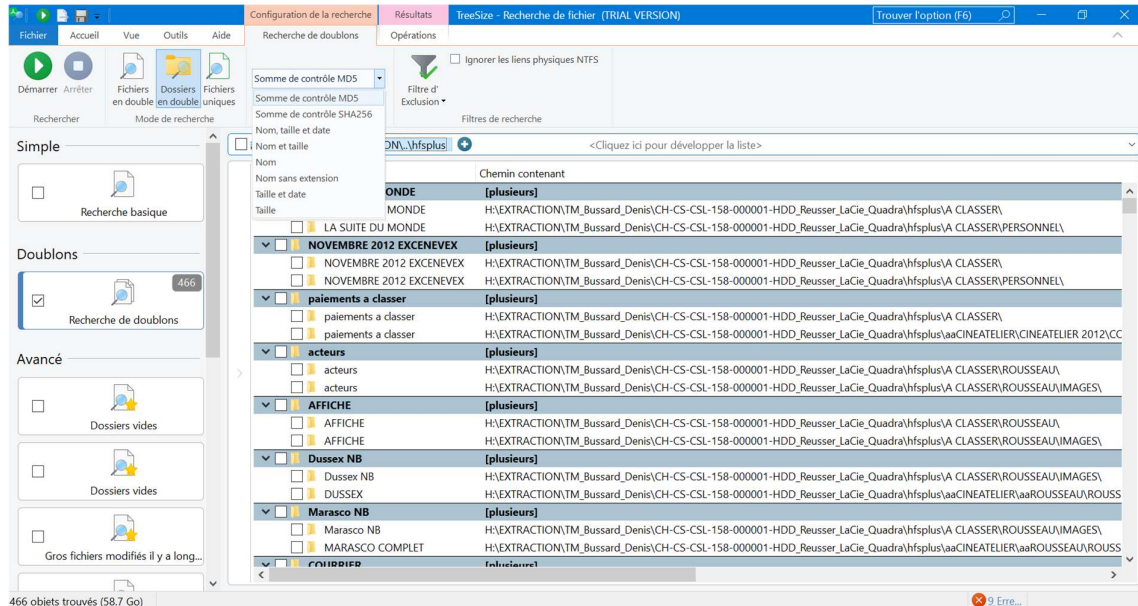 Configuration de la recherche Résultats TreeSize - Recherche de fichier (TRIAL VERSION) Trouver l'option (F6)
Fichier Accueil Vue Outils Aide Recherche de doublons Opérations
Démarrer Arrêter Fichiers en double Dossiers en double Fichiers uniques
Somme de contrôle MD5
Filtre d' Exclusion
Ignorer les liens physiques NTFS
Rechercher Mode de recherche Filtres de recherche
Somme de contrôle MD5
Somme de contrôle SHA256
Nom, taille et date
Nom et taille
Nom
Nom sans extension
Taille et date
Taille
ON\..\hfsplus <Cliquez ici pour développer la liste>
Simple
Recherche basique
Doublons
466
Recherche de doublons
Avancé
Dossiers vides
Dossiers vides
Gros fichiers modifiés il y a long...
Chemin contenant
ONDE [plusieurs]
MONDE H:\EXTRACTION\TM_Bussard_Denis\CH-CS-CSL-158-000001-HDD_Reusser_LaCie_Quadra\hfsplus\A CLASSER\
LA SUITE DU MONDE H:\EXTRACTION\TM_Bussard_Denis\CH-CS-CSL-158-000001-HDD_Reusser_LaCie_Quadra\hfsplus\A CLASSER\PERSONNEL\
NOVEMBRE 2012 EXCENEVEX [plusieurs]
NOVEMBRE 2012 EXCENEVEX H:\EXTRACTION\TM_Bussard_Denis\CH-CS-CSL-158-000001-HDD_Reusser_LaCie_Quadra\hfsplus\A CLASSER\
NOVEMBRE 2012 EXCENEVEX H:\EXTRACTION\TM_Bussard_Denis\CH-CS-CSL-158-000001-HDD_Reusser_LaCie_Quadra\hfsplus\A CLASSER\PERSONNEL\
paiements a classer [plusieurs]
paiements a classer H:\EXTRACTION\TM_Bussard_Denis\CH-CS-CSL-158-000001-HDD_Reusser_LaCie_Quadra\hfsplus\A CLASSER\
paiements a classer H:\EXTRACTION\TM_Bussard_Denis\CH-CS-CSL-158-000001-HDD_Reusser_LaCie_Quadra\hfsplus\aaCINEATELIER\CINEATELIER 2012\CC
acteurs [plusieurs]
acteurs H:\EXTRACTION\TM_Bussard_Denis\CH-CS-CSL-158-000001-HDD_Reusser_LaCie_Quadra\hfsplus\A CLASSER\ROUSSEAU\
acteurs H:\EXTRACTION\TM_Bussard_Denis\CH-CS-CSL-158-000001-HDD_Reusser_LaCie_Quadra\hfsplus\A CLASSER\ROUSSEAU\IMAGES\
AFFICHE [plusieurs]
AFFICHE H:\EXTRACTION\TM_Bussard_Denis\CH-CS-CSL-158-000001-HDD_Reusser_LaCie_Quadra\hfsplus\A CLASSER\ROUSSEAU\
AFFICHE H:\EXTRACTION\TM_Bussard_Denis\CH-CS-CSL-158-000001-HDD_Reusser_LaCie_Quadra\hfsplus\A CLASSER\ROUSSEAU\IMAGES\
Dussex NB [plusieurs]
Dussex NB H:\EXTRACTION\TM_Bussard_Denis\CH-CS-CSL-158-000001-HDD_Reusser_LaCie_Quadra\hfsplus\A CLASSER\ROUSSEAU\IMAGES\
DUSSEX H:\EXTRACTION\TM_Bussard_Denis\CH-CS-CSL-158-000001-HDD_Reusser_LaCie_Quadra\hfsplus\aaCINEATELIER\aaROUSSEAU\ROUSS
Marasco NB [plusieurs]
Marasco NB H:\EXTRACTION\TM_Bussard_Denis\CH-CS-CSL-158-000001-HDD_Reusser_LaCie_Quadra\hfsplus\A CLASSER\ROUSSEAU\IMAGES\
MARASCO COMPLET H:\EXTRACTION\TM_Bussard_Denis\CH-CS-CSL-158-000001-HDD_Reusser_LaCie_Quadra\hfsplus\aaCINEATELIER\aaROUSSEAU\ROUSS
COURRIER [plusieurs]
466 objets trouvés (58.7 Go) 9 Erre...